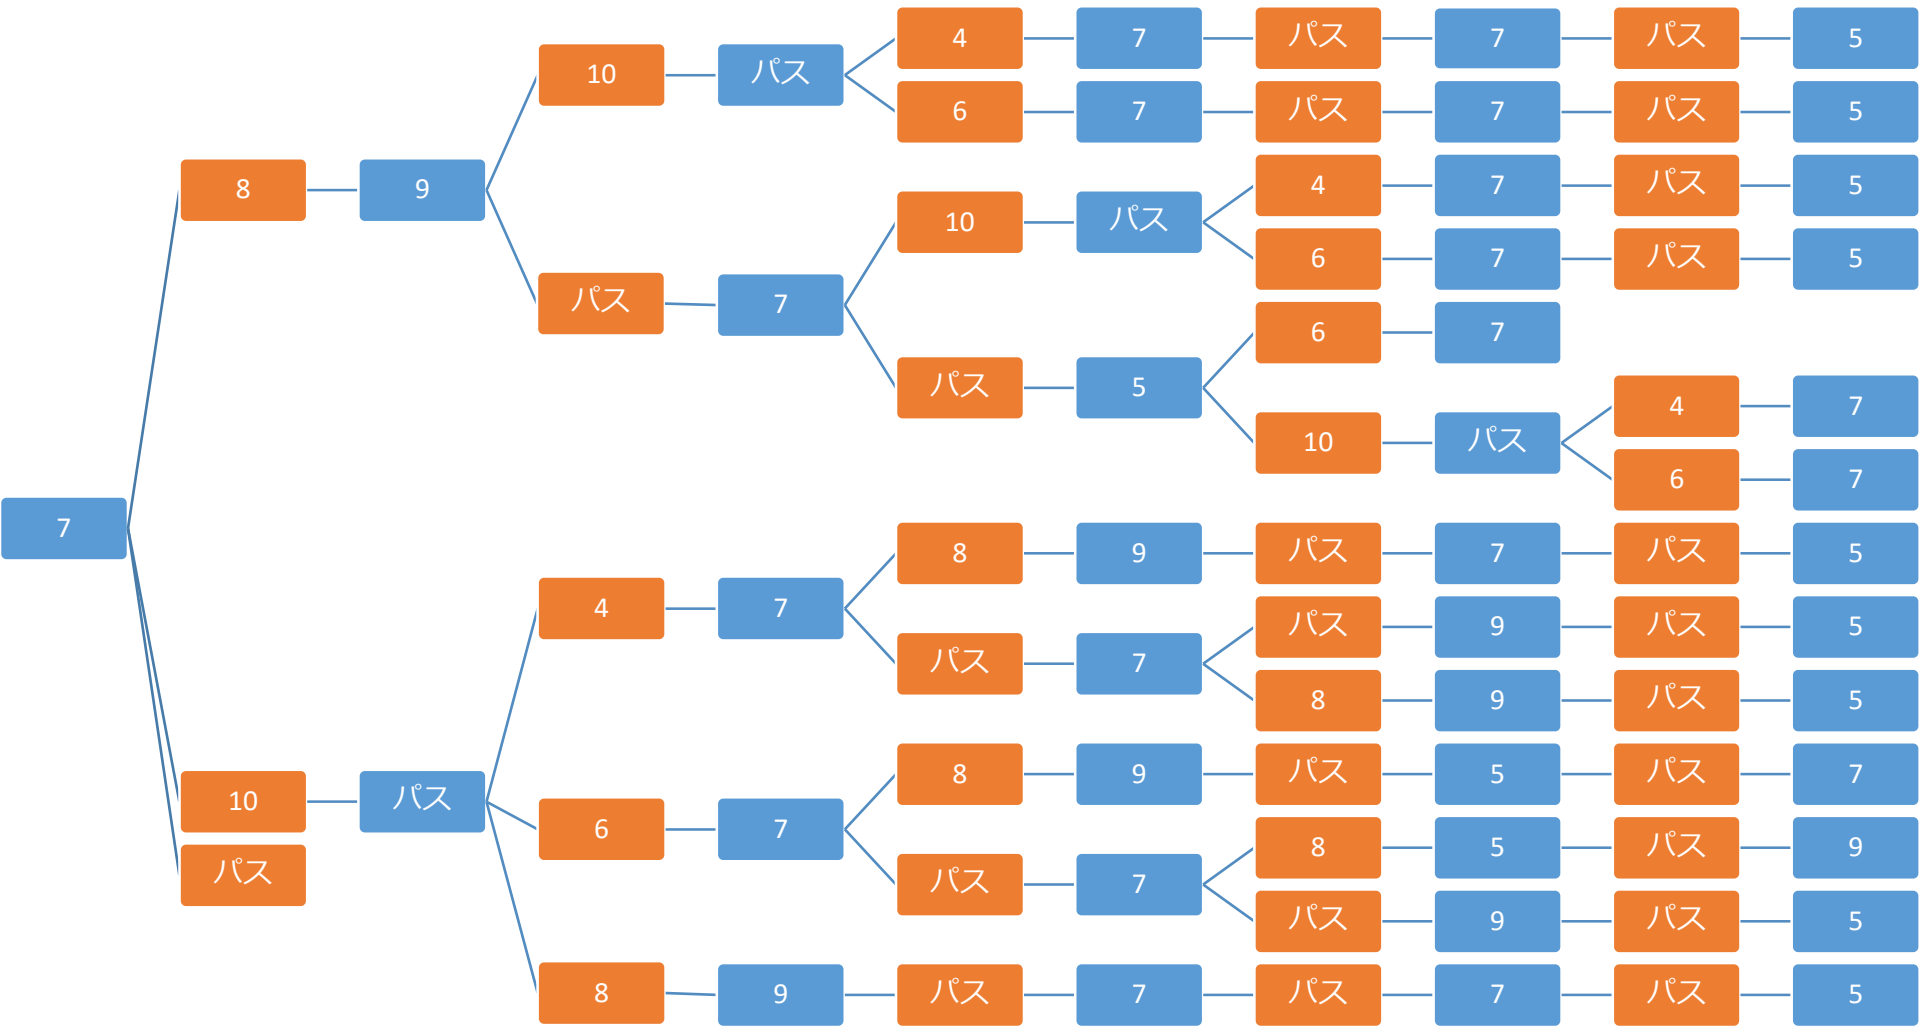 4 7 パス 7 パス 5
10 パス
6 7 パス 7 パス 5
8 9
4 7 パス 5
10 パス
6 7 パス 5
パス 7
6 7
パス 5
4 7
10 パス
6 7
7
8 9 パス 7 パス 5
4 7
パス 9 パス 5
パス 7
8 9 パス 5
10 パス
8 9 パス 5 パス 7
6 7
パス
8 5 パス 9
パス 7
パス 9 パス 5
8 9 パス 7 パス 7 パス 5